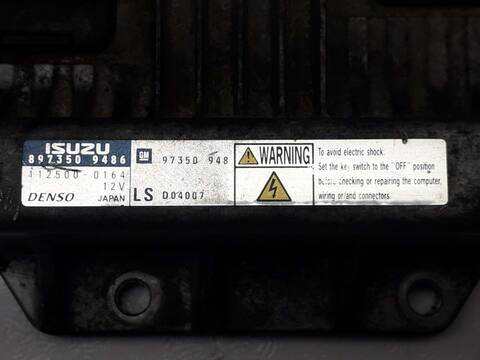 ISUZU
897350 9486
112500-0164
12V
DENSO JAPAN
GM 97350 948
LS D04007
WARNING
To avoid electric shock.
Set the key switch to the "OFF" position
before checking or repairing the computer,
wiring or/and connectors.